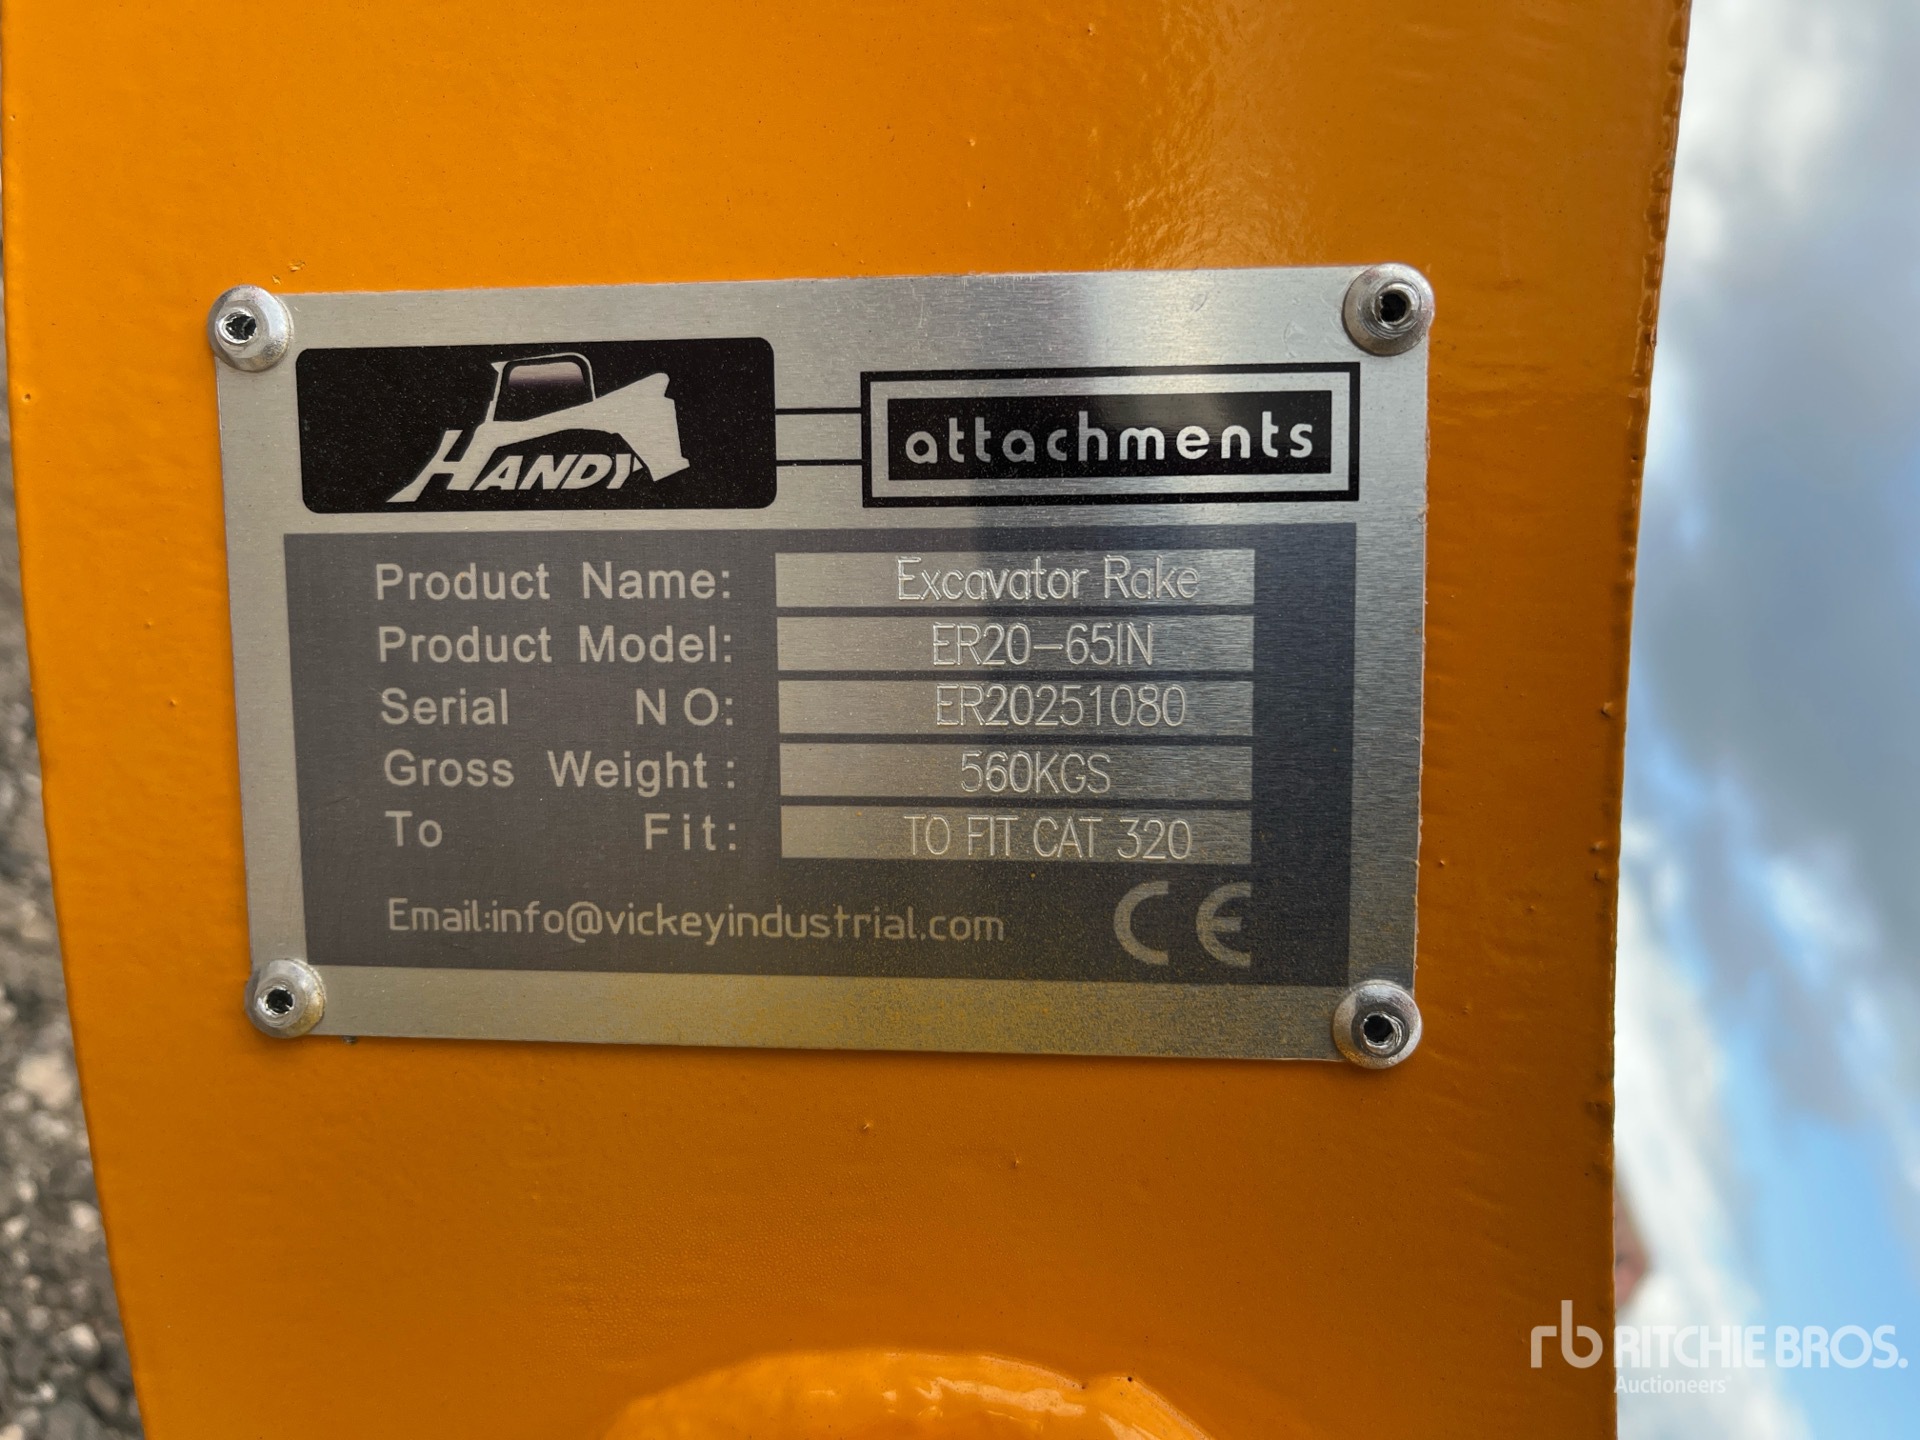 HANDY attachments
Product Name: Excavator Rake
Product Model: ER20-65IN
Serial NO: ER20251080
Gross Weight: 560KGS
To Fit: TO FIT CAT 320
Email:info@vickeyindustrial.com CE
rb RITCHIE BROS.
Auctioneers